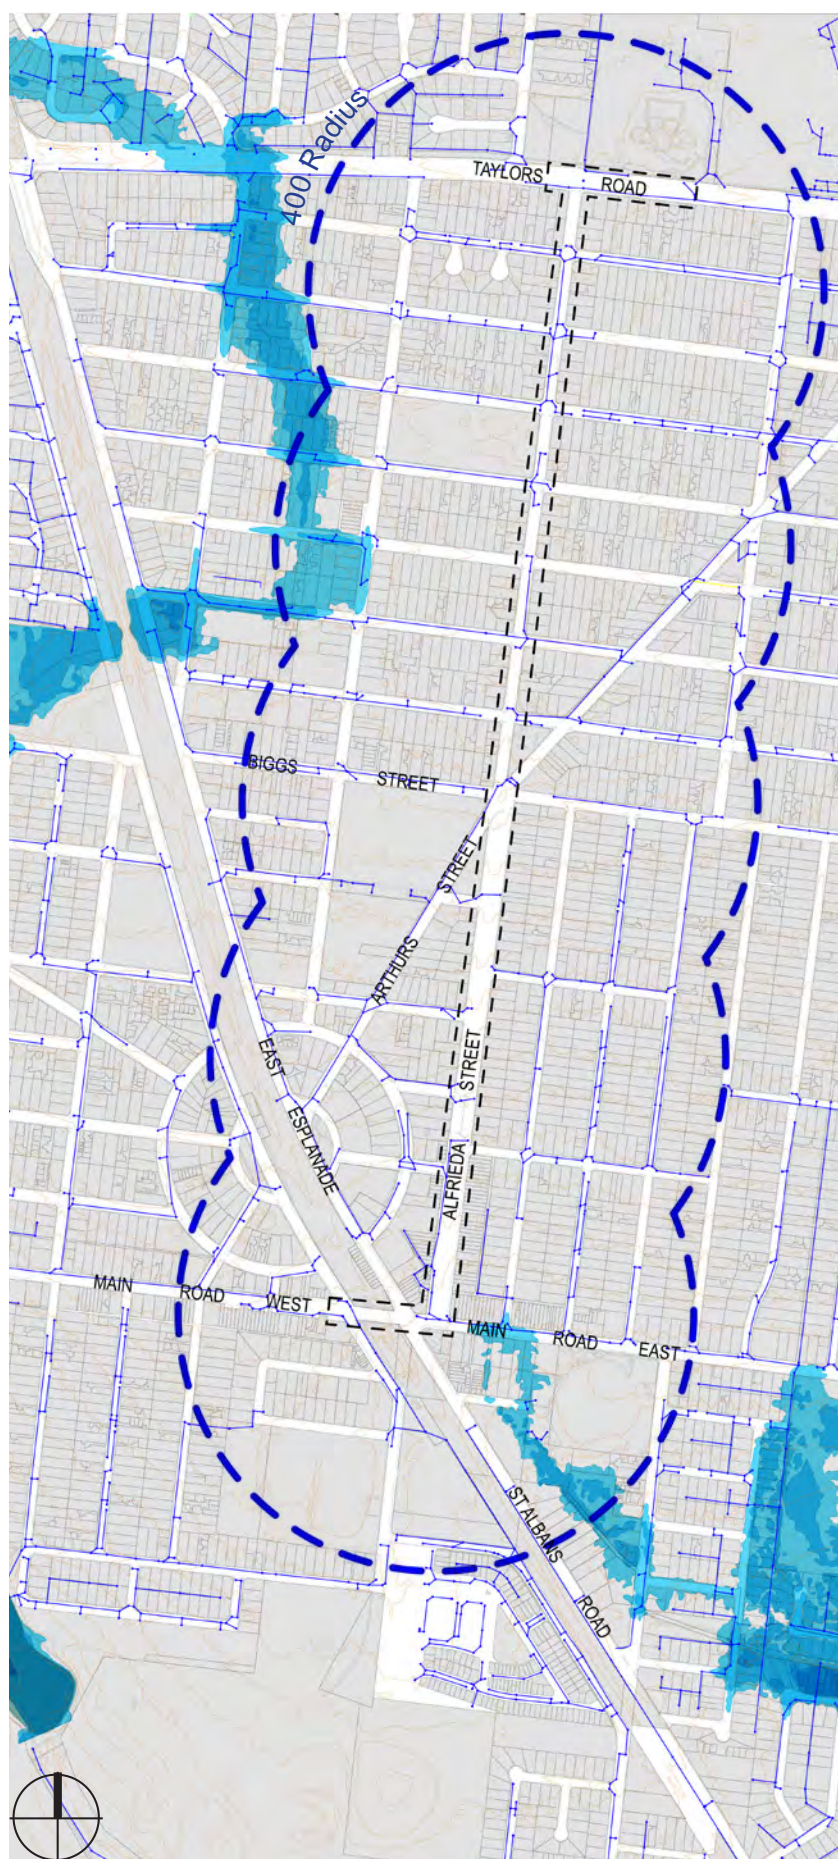 400 Radius
TAYLORS
ROAD
BIGGS
STREET
STREET
ARTHURS
STREET
EAST
ESPLANADE
ALFRIEDA
MAIN
ROAD
WEST
MAIN
ROAD
EAST
ST ALBANS
ROAD